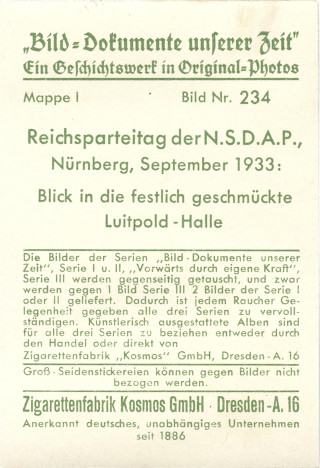 „Bild=Dokumente unserer Zeit"
Ein Geschichtswerk in Original=Photos
Mappe I Bild Nr. 234
Reichsparteitag der N.S.D.A.P.,
Nürnberg, September 1933:
Blick in die festlich geschmückte
Luitpold-Halle
Die Bilder der Serien „Bild-Dokumente unserer
Zeit", Serie I u. II, „Vorwärts durch eigene Kraft",
Serie III werden gegenseitig getauscht, und zwar
werden gegen 1 Bild Serie III 2 Bilder der Serie I
oder II geliefert. Dadurch ist jedem Raucher Ge-
legenheit gegeben alle drei Serien zu vervoll-
ständigen. Künstlerisch ausgestattete Alben sind
für alle drei Serien zu beziehen entweder durch
den Handel oder direkt von
Zigarettenfabrik „Kosmos" GmbH, Dresden-A. 16
Groß-Seidenstickereien können gegen Bilder nicht
bezogen werden.
Zigarettenfabrik Kosmos GmbH · Dresden-A. 16
Anerkannt deutsches, unabhängiges Unternehmen
seit 1886